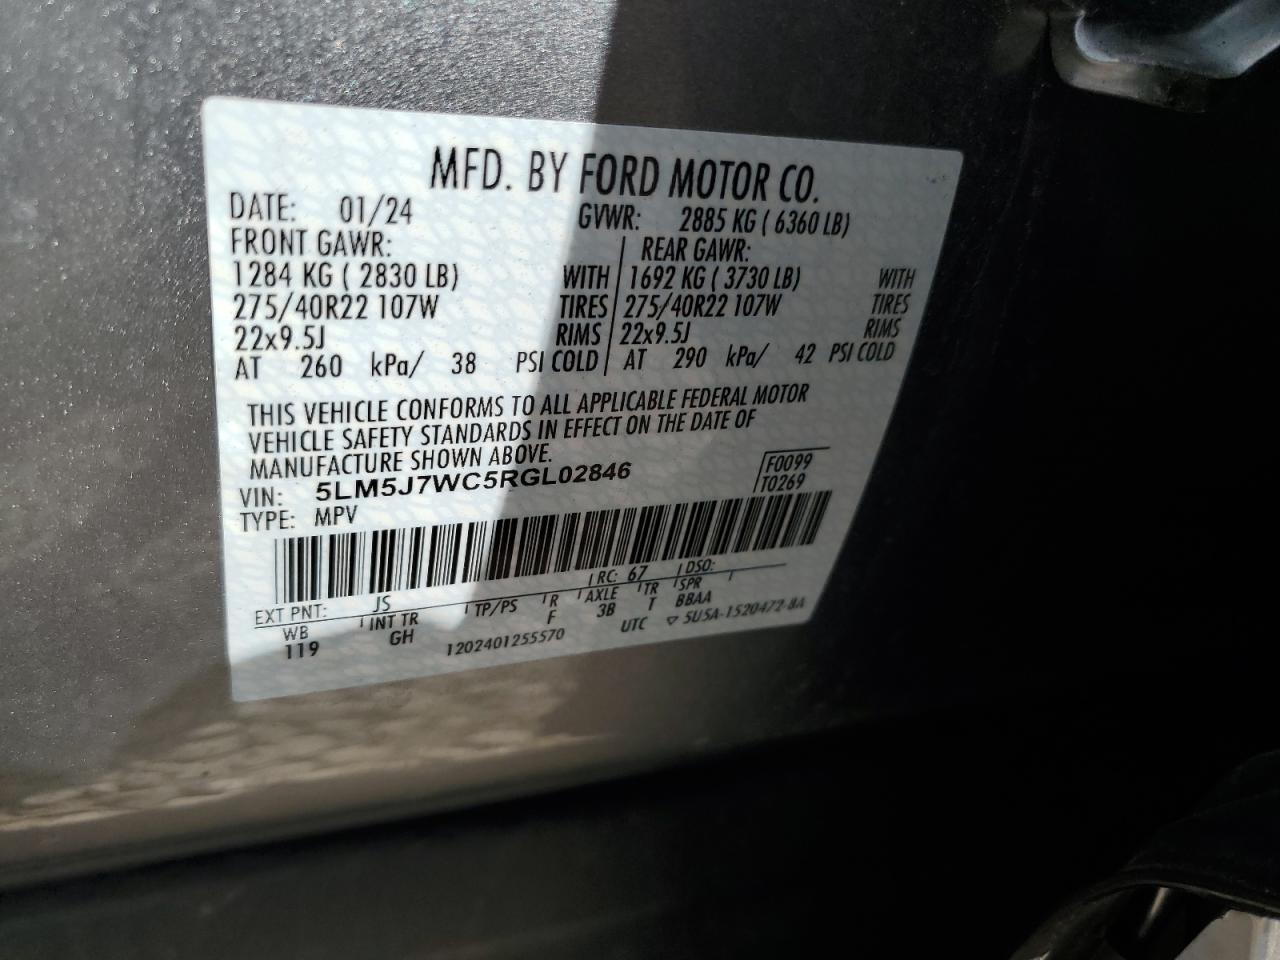 MFD. BY FORD MOTOR CO.
DATE: 01/24 GVWR: 2885 KG ( 6360 LB)
FRONT GAWR: REAR GAWR:
1284 KG ( 2830 LB) WITH 1692 KG ( 3730 LB) WITH
275/40R22 107W TIRES 275/40R22 107W TIRES
22x9.5J RIMS 22x9.5J RIMS
AT 260 kPa/ 38 PSI COLD AT 290 kPa/ 42 PSI COLD
THIS VEHICLE CONFORMS TO ALL APPLICABLE FEDERAL MOTOR
VEHICLE SAFETY STANDARDS IN EFFECT ON THE DATE OF
MANUFACTURE SHOWN ABOVE.
VIN: 5LM5J7WC5RGL02846 F0099
TYPE: MPV T0269
EXT PNT: JS RC: 67 DSO:
WB INT TR TP/PS R AXLE TR SPR
119 GH F 3B T BBAA
1202401255570 UTC ▽ 5U5A-1520472-8A